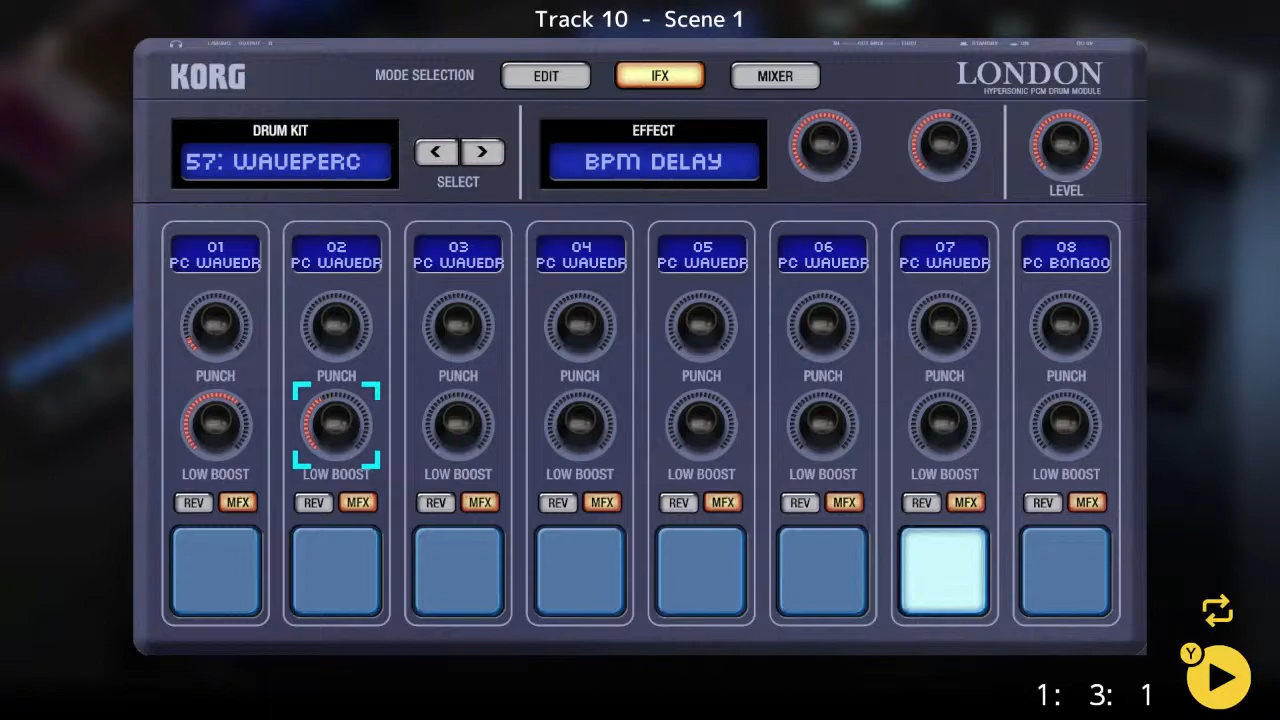 Track 10 - Scene 1
KORG
MODE SELECTION
EDIT
IFX
MIXER
LONDON
HYPERSONIC PCM DRUM MODULE
DRUM KIT
57: WAVEPERC
< >
SELECT
EFFECT
BPM DELAY
LEVEL
01 02 03 04 05 06 07 08
PC WAVEDR PC WAVEDR PC WAVEDR PC WAVEDR PC WAVEDR PC WAVEDR PC WAVEDR PC BONGOO
PUNCH PUNCH PUNCH PUNCH PUNCH PUNCH PUNCH PUNCH
LOW BOOST LOW BOOST LOW BOOST LOW BOOST LOW BOOST LOW BOOST LOW BOOST LOW BOOST
REV MFX REV MFX REV MFX REV MFX REV MFX REV MFX REV MFX REV MFX
Y
1: 3: 1